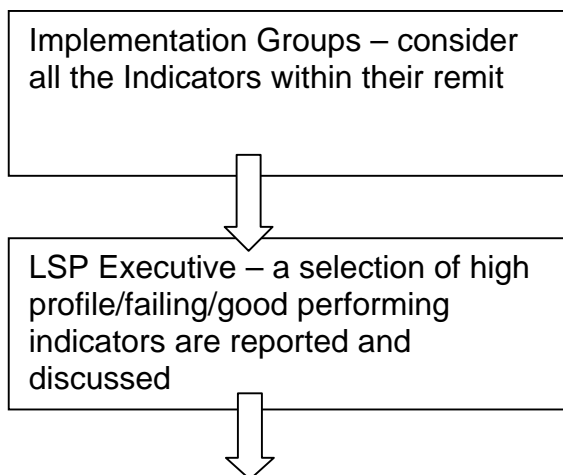 Implementation Groups – consider
all the Indicators within their remit
LSP Executive – a selection of high
profile/failing/good performing
indicators are reported and
discussed